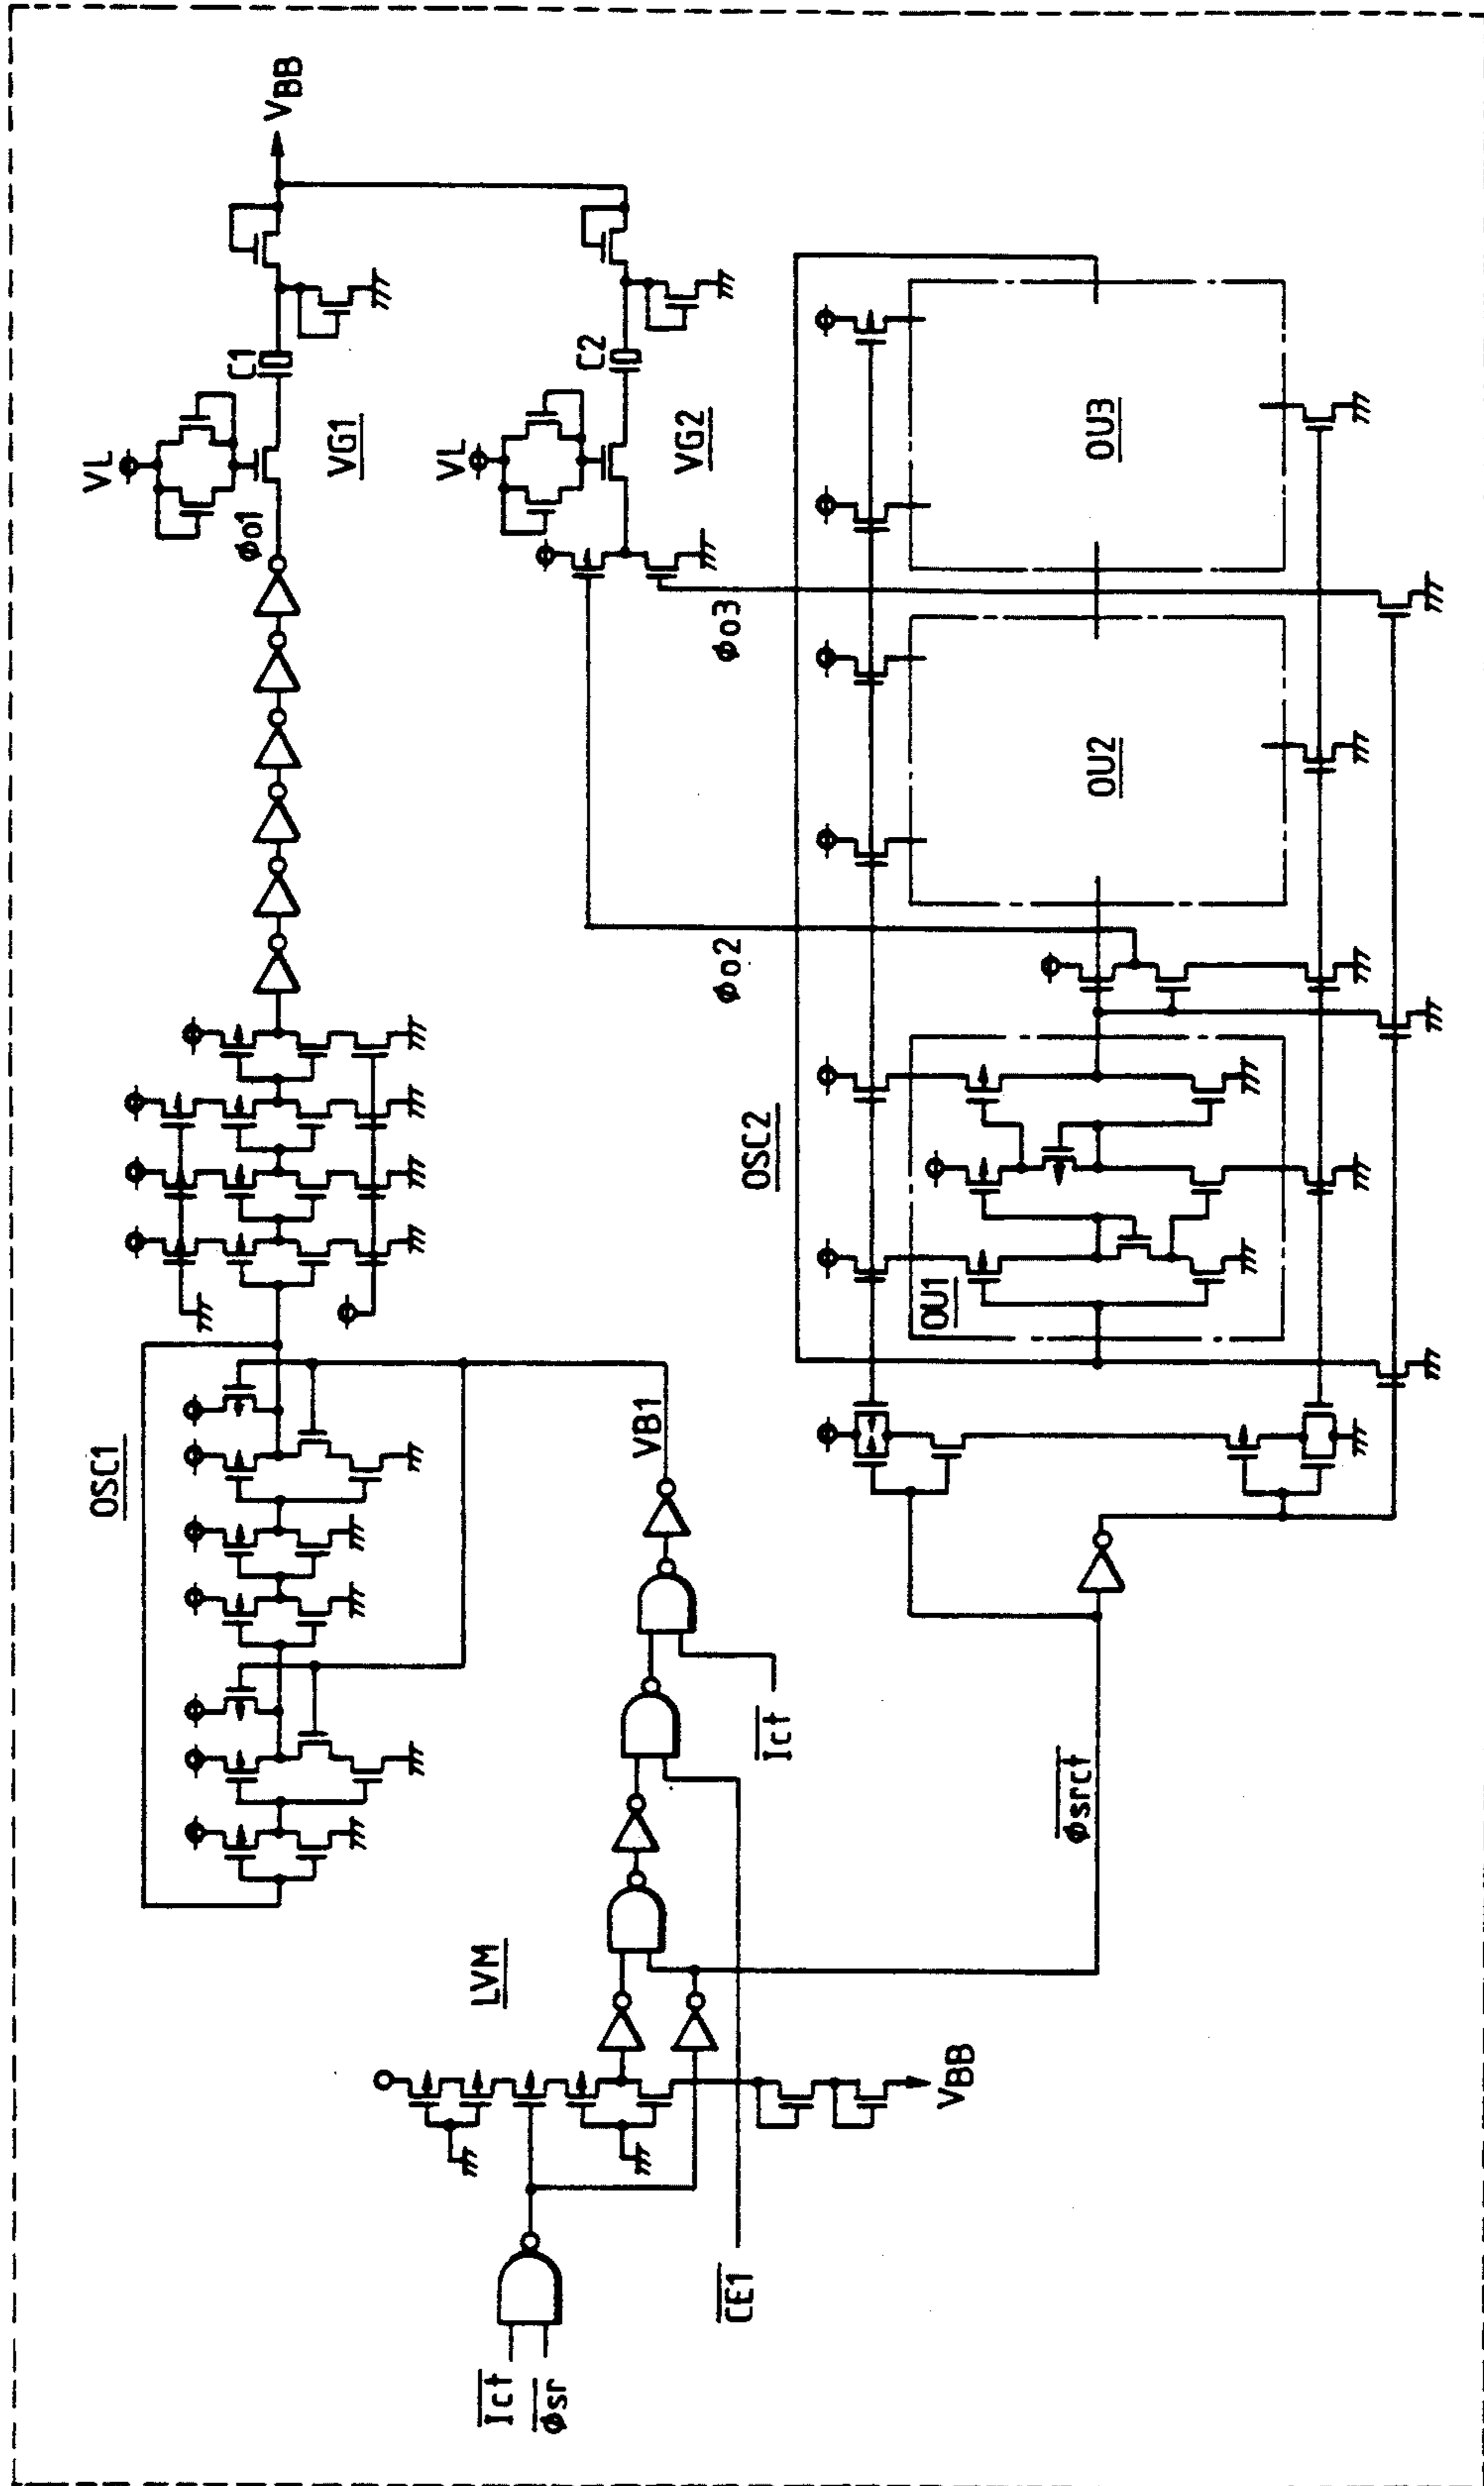 VL
OSC1
φo1
C1
VBB
VG1
VL
LVM
VB1
C2
VG2
Ict
φsr
CE1
Ict
φo2
φo3
OSC2
VBB
φsrct
OU1
OU2
OU3